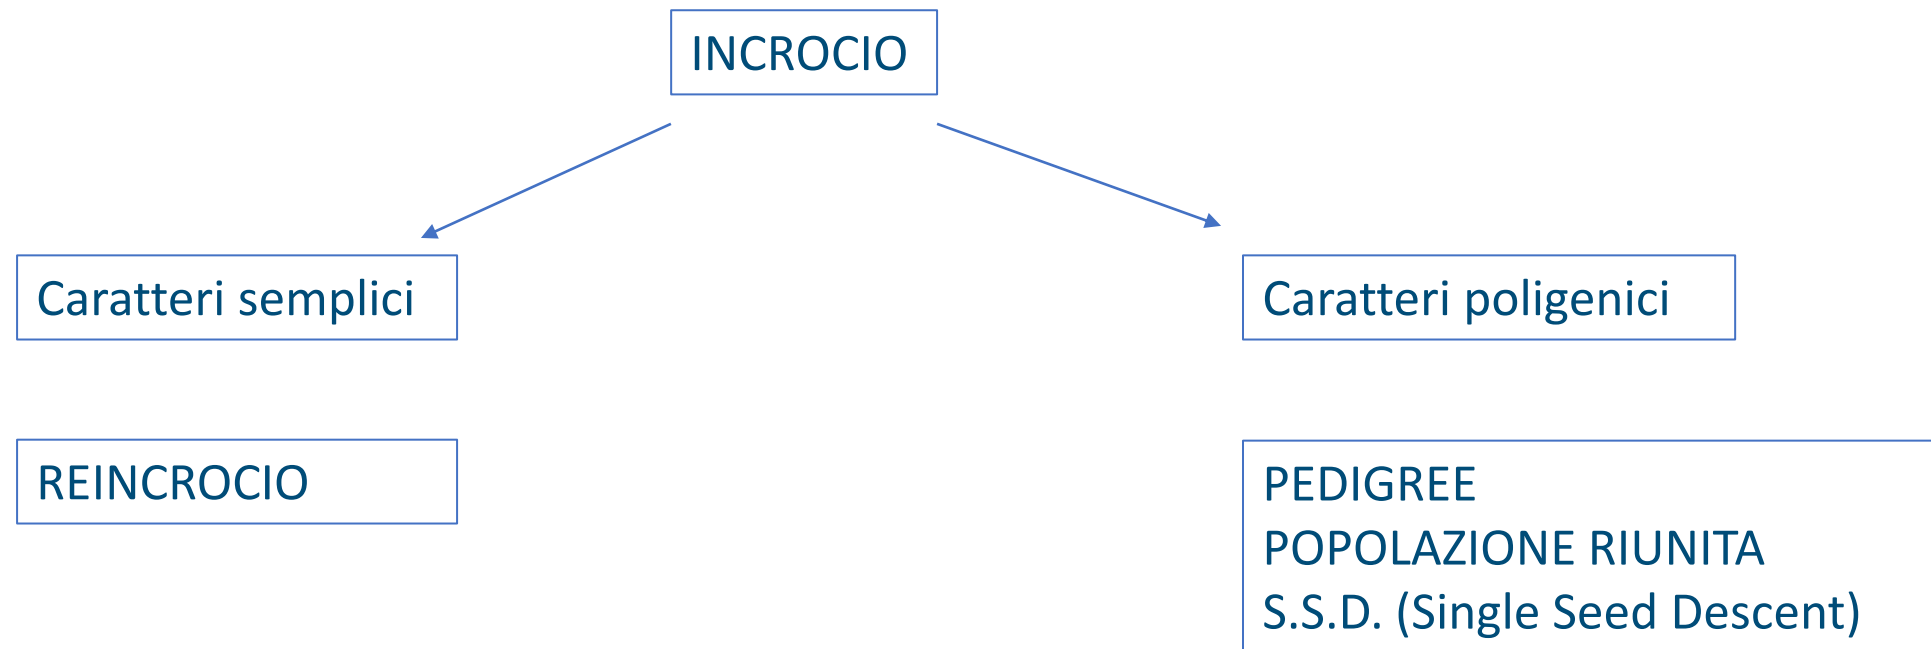 INCROCIO
Caratteri semplici
Caratteri poligenici
REINCROCIO
PEDIGREE
POPOLAZIONE RIUNITA
S.S.D. (Single Seed Descent)